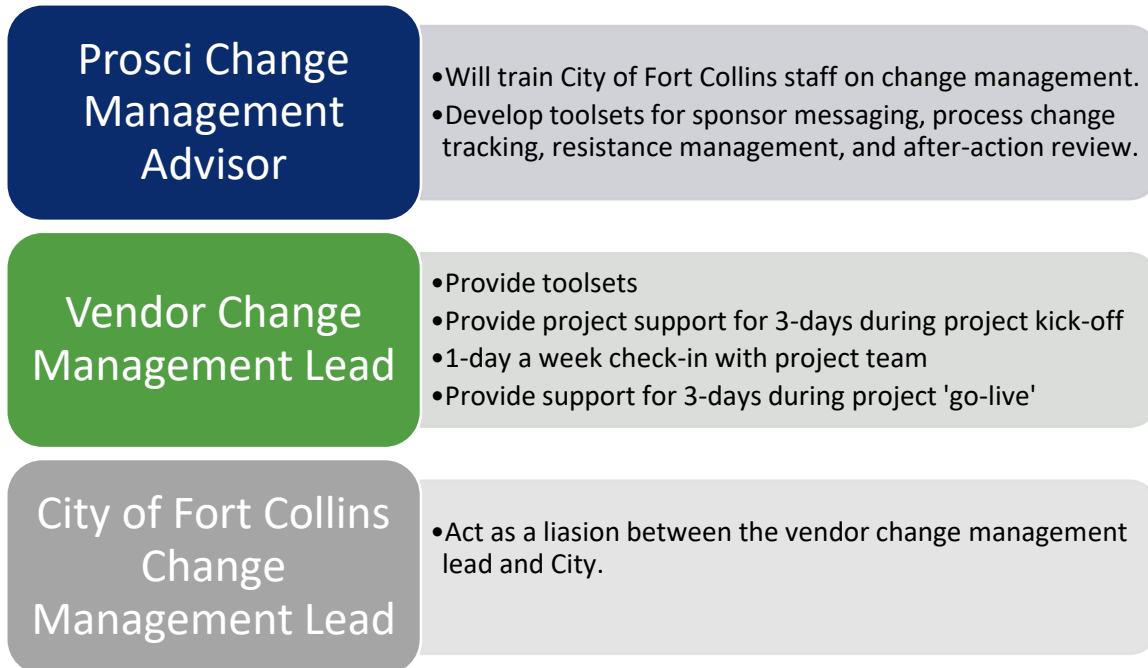 Prosci Change
Management
Advisor
•Will train City of Fort Collins staff on change management.
•Develop toolsets for sponsor messaging, process change
tracking, resistance management, and after-action review.
Vendor Change
Management Lead
•Provide toolsets
•Provide project support for 3-days during project kick-off
•1-day a week check-in with project team
•Provide support for 3-days during project 'go-live'
City of Fort Collins
Change
Management Lead
•Act as a liasion between the vendor change management
lead and City.